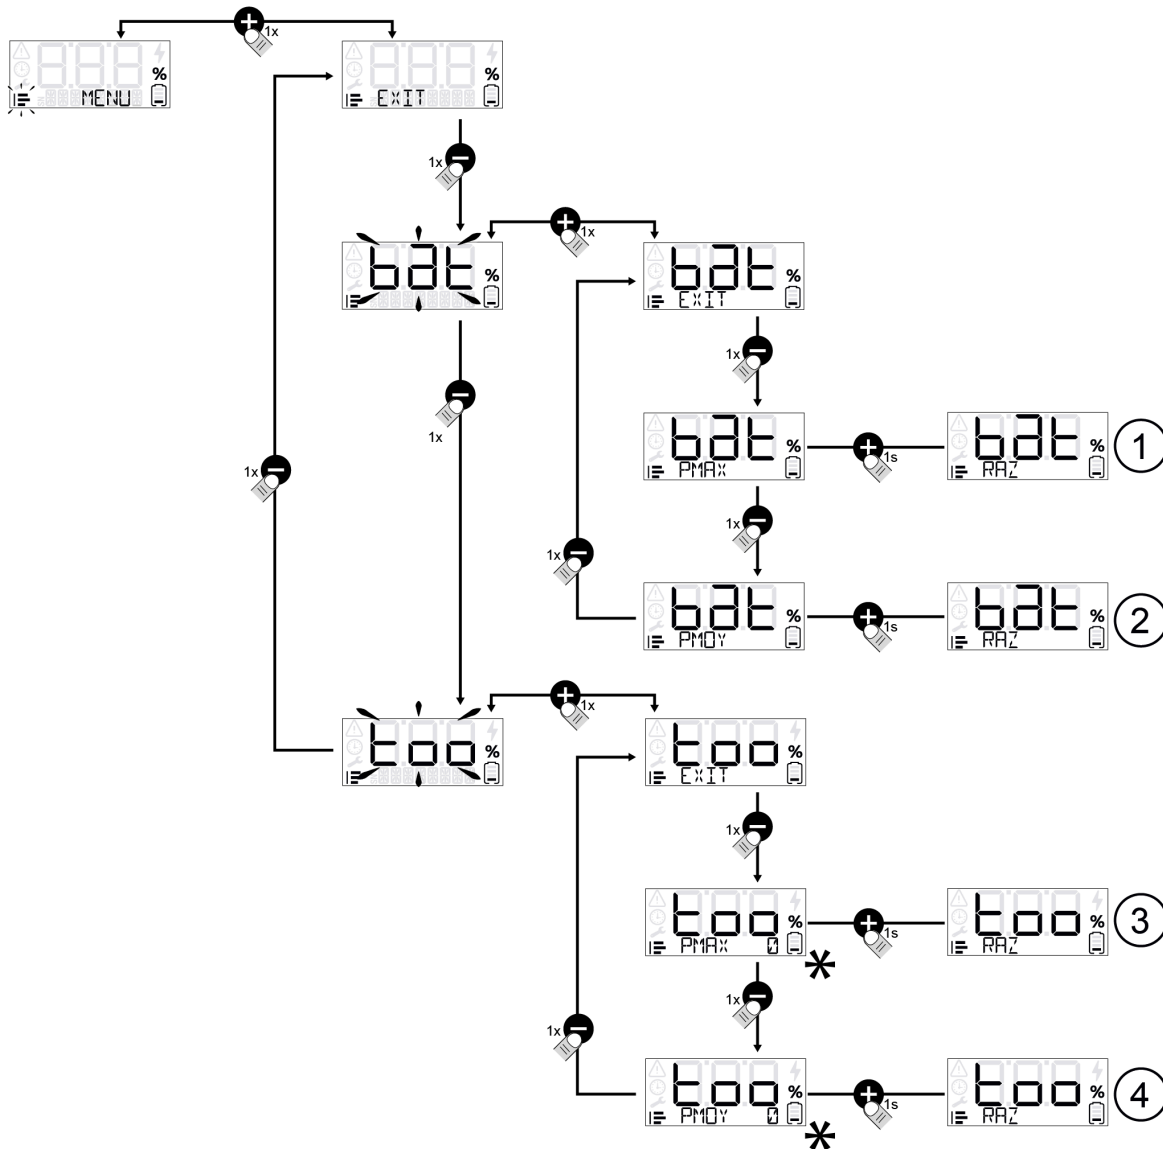 1x
MENU %
EXIT %
1x
bat %
1x
bat %
EXIT
1x
1x
bat %
PMAX
1s
bat %
RAZ
1
1x
1x
1x
bat %
PMOY
1s
bat %
RAZ
2
too %
1x
too %
EXIT
1x
too %
PMAX 0
*
1s
too %
RAZ
3
1x
1x
too %
PMOY 0
*
1s
too %
RAZ
4